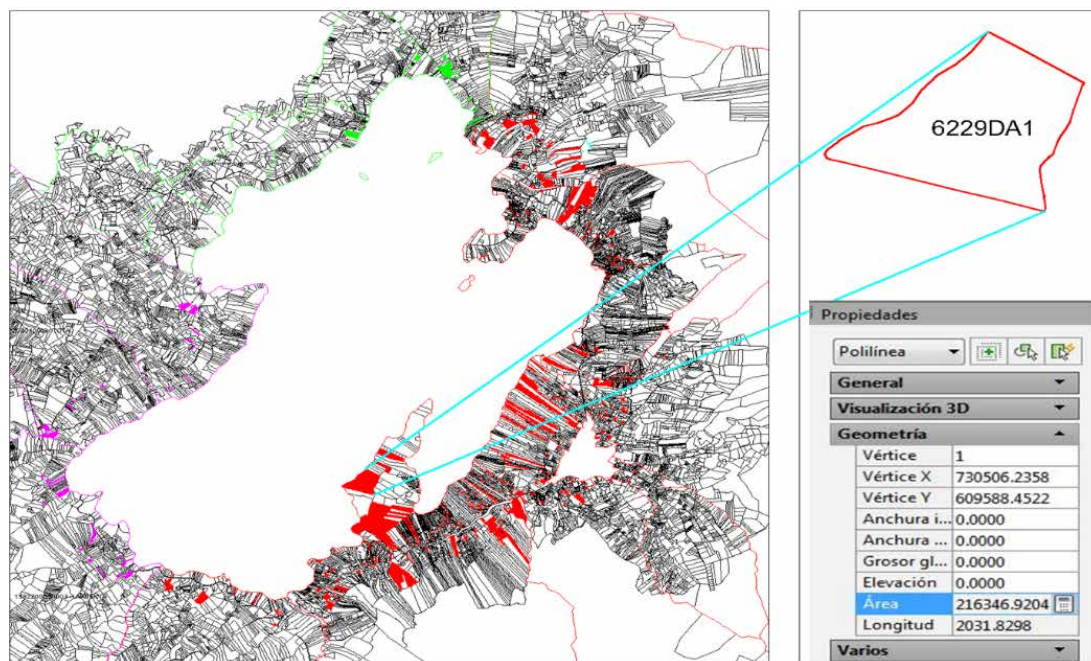 6229DA1
Propiedades
Polilínea
General
Visualización 3D
Geometría
Vértice 1
Vértice X 730506.2358
Vértice Y 609588.4522
Anchura i... 0.0000
Anchura ... 0.0000
Grosor gl... 0.0000
Elevación 0.0000
Área 216346.9204
Longitud 2031.8298
Varios